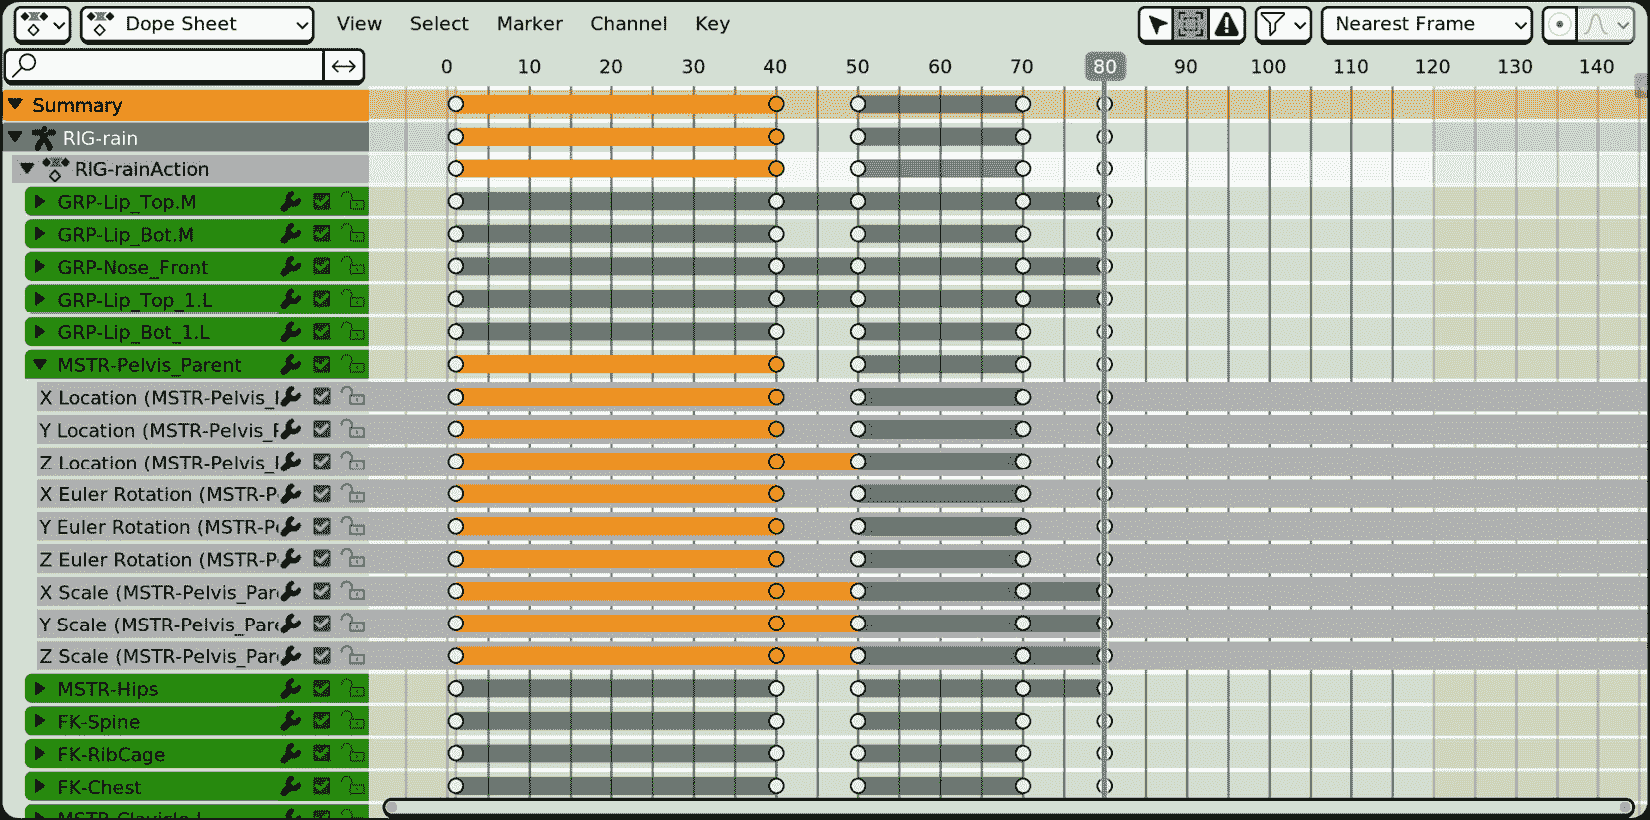 Dope Sheet View Select Marker Channel Key Nearest Frame
0 10 20 30 40 50 60 70 80 90 100 110 120 130 140
Summary
RIG-rain
RIG-rainAction
GRP-Lip_Top.M
GRP-Lip_Bot.M
GRP-Nose_Front
GRP-Lip_Top_1.L
GRP-Lip_Bot_1.L
MSTR-Pelvis_Parent
X Location (MSTR-Pelvis_
Y Location (MSTR-Pelvis_
Z Location (MSTR-Pelvis_
X Euler Rotation (MSTR-P
Y Euler Rotation (MSTR-P
Z Euler Rotation (MSTR-P
X Scale (MSTR-Pelvis_Par
Y Scale (MSTR-Pelvis_Par
Z Scale (MSTR-Pelvis_Par
MSTR-Hips
FK-Spine
FK-RibCage
FK-Chest